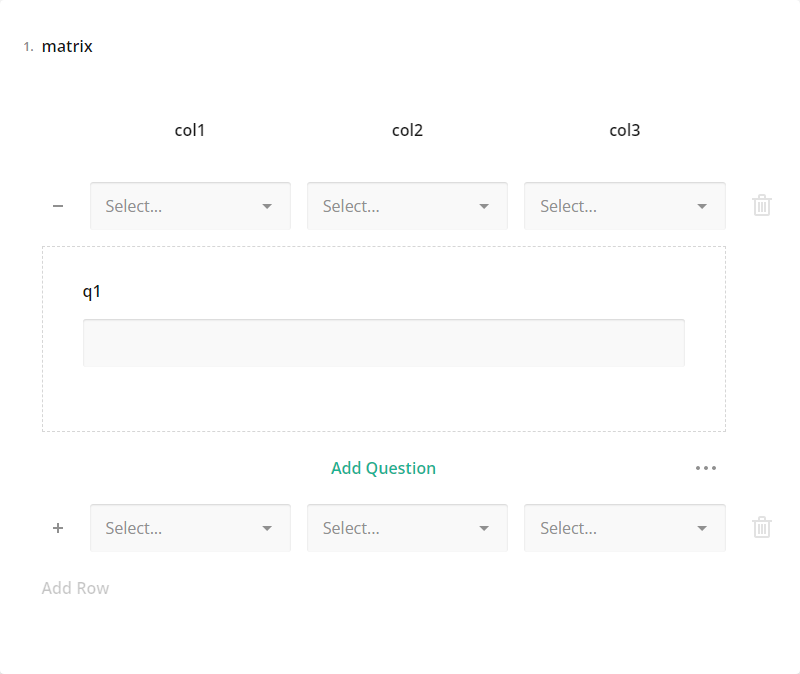 1. matrix
col1 col2 col3
Select... Select... Select...
q1
Add Question
Select... Select... Select...
Add Row